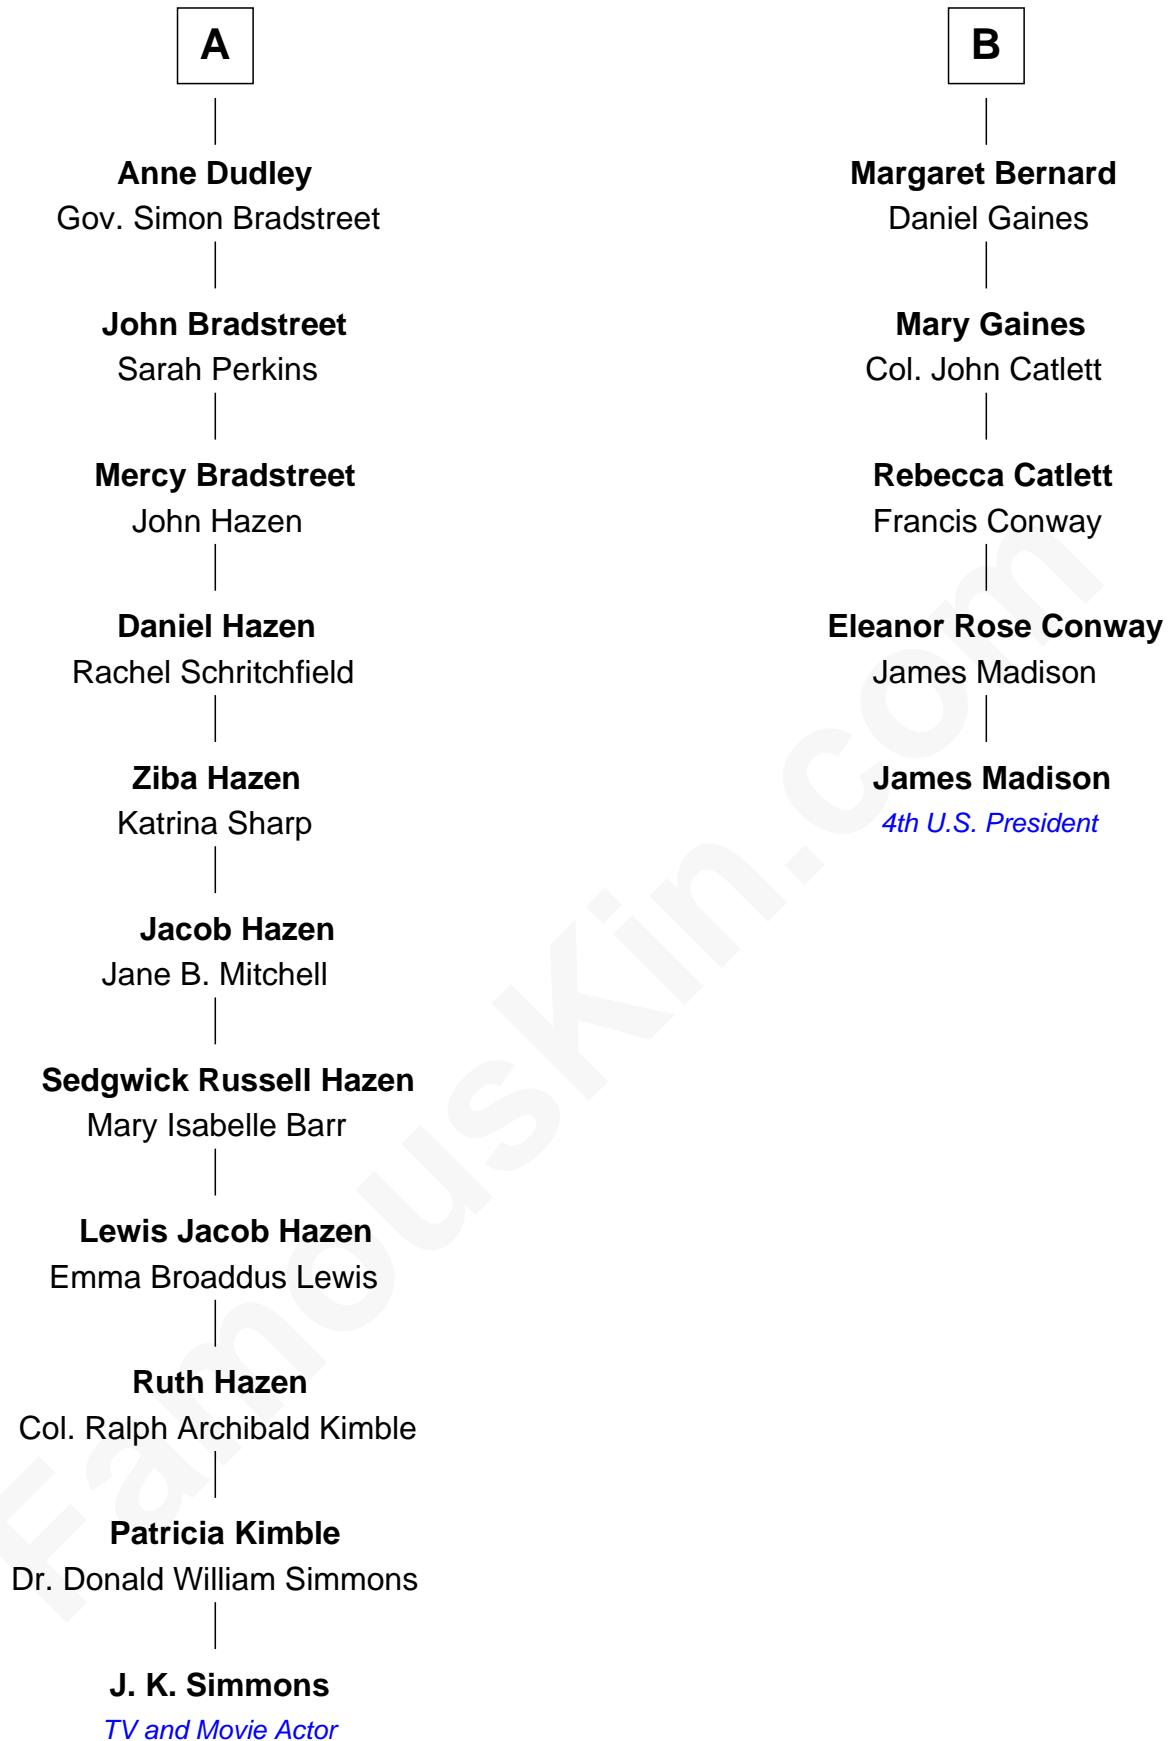 A
Anne Dudley
Gov. Simon Bradstreet
John Bradstreet
Sarah Perkins
Mercy Bradstreet
John Hazen
Daniel Hazen
Rachel Schritchfield
Ziba Hazen
Katrina Sharp
Jacob Hazen
Jane B. Mitchell
Sedgwick Russell Hazen
Mary Isabelle Barr
Lewis Jacob Hazen
Emma Broaddus Lewis
Ruth Hazen
Col. Ralph Archibald Kimble
Patricia Kimble
Dr. Donald William Simmons
J. K. Simmons
TV and Movie Actor
B
Margaret Bernard
Daniel Gaines
Mary Gaines
Col. John Catlett
Rebecca Catlett
Francis Conway
Eleanor Rose Conway
James Madison
James Madison
4th U.S. President
FamousKin.com